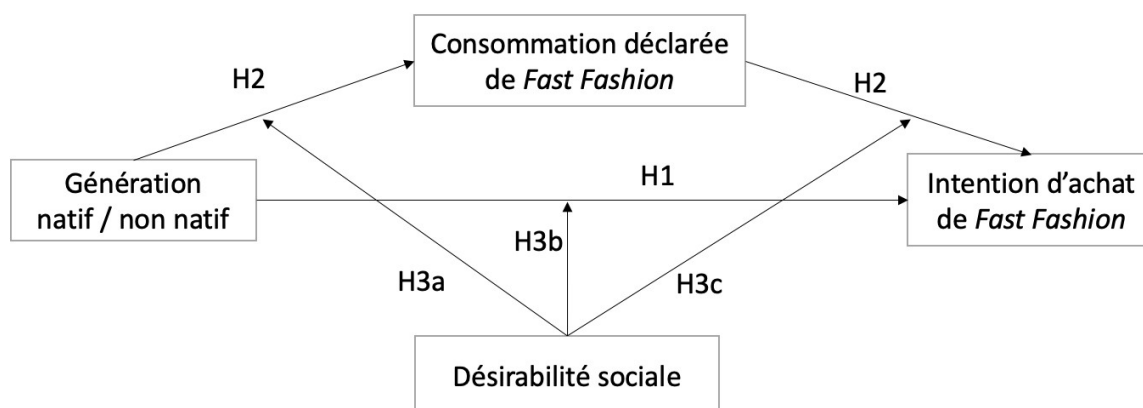 Consommation déclarée
de Fast Fashion
H2
H2
Génération
natif / non natif
H1
Intention d’achat
de Fast Fashion
H3b
H3a
H3c
Désirabilité sociale